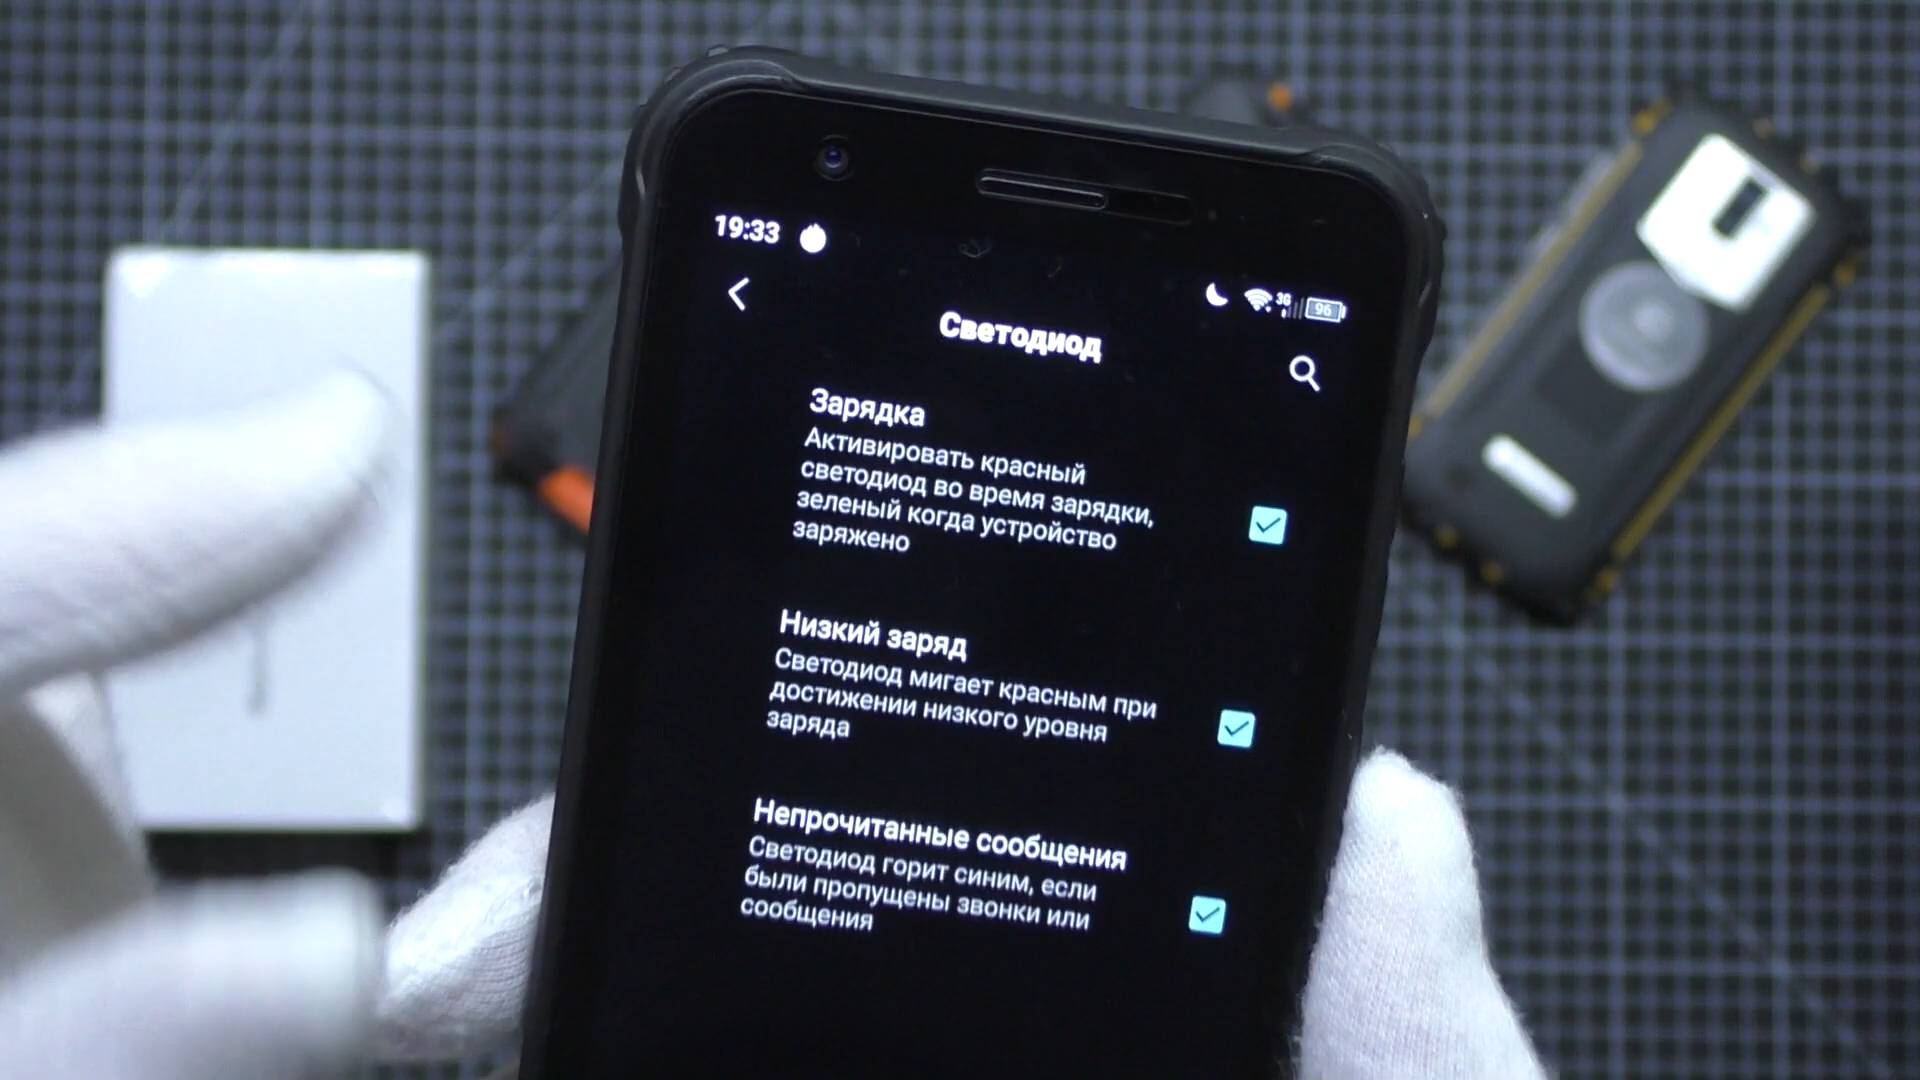 19:33
3G
96
Светодиод
Зарядка
Активировать красный
светодиод во время зарядки,
зеленый когда устройство
заряжено
Низкий заряд
Светодиод мигает красным при
достижении низкого уровня
заряда
Непрочитанные сообщения
Светодиод горит синим, если
были пропущены звонки или
сообщения